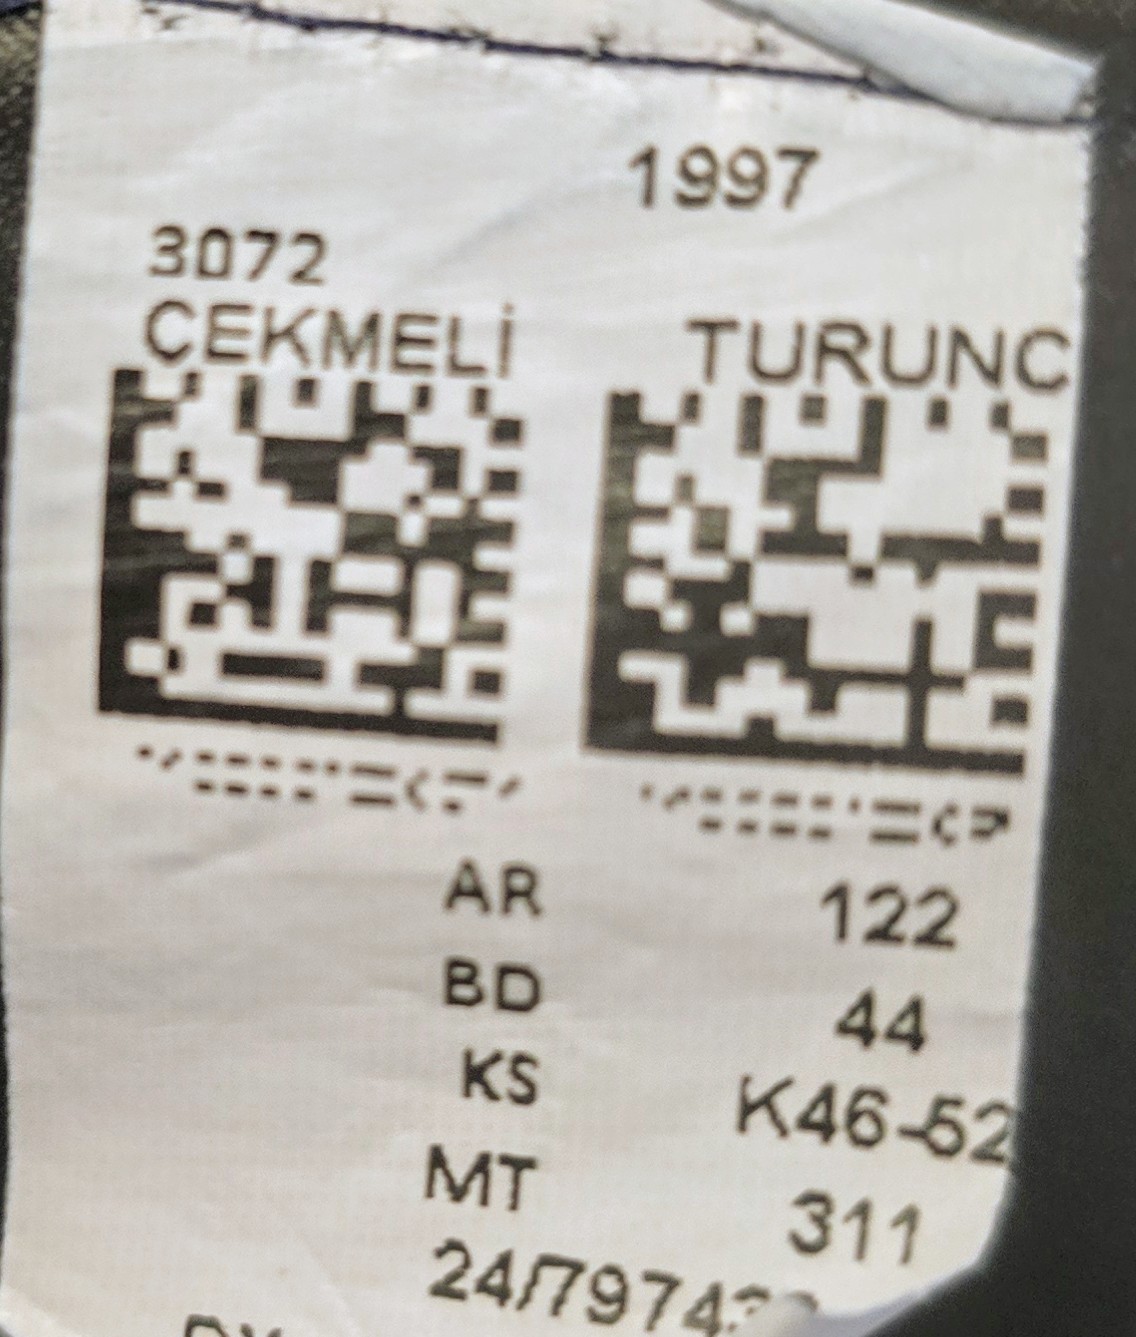 1997
3072
ÇEKMELİ TURUNC
AR 122
BD 44
KS K46-52
MT 311